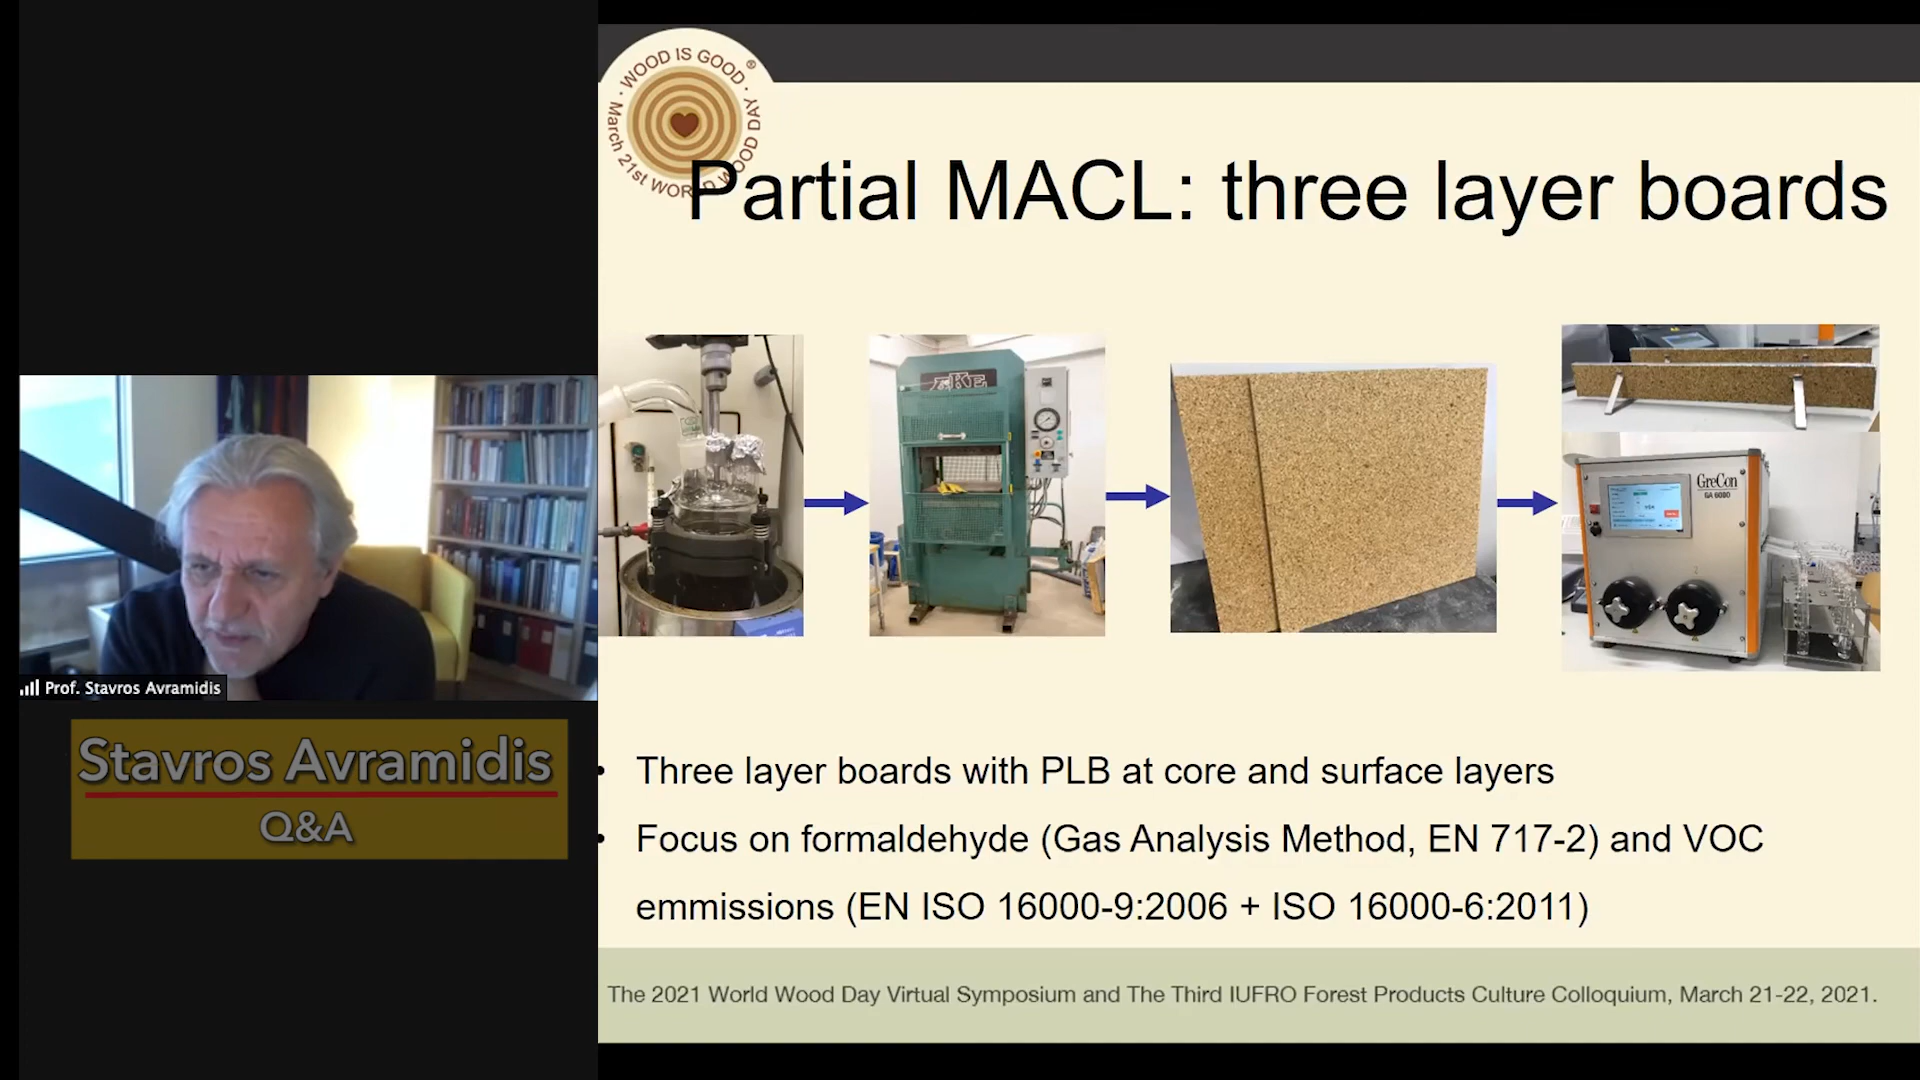 · WOOD IS GOOD ·®
March 21st WORLD WOOD DAY
Partial MACL: three layer boards
GreCon
GA 6000
Prof. Stavros Avramidis
Stavros Avramidis
Q&A
• Three layer boards with PLB at core and surface layers
• Focus on formaldehyde (Gas Analysis Method, EN 717-2) and VOC
emmissions (EN ISO 16000-9:2006 + ISO 16000-6:2011)
The 2021 World Wood Day Virtual Symposium and The Third IUFRO Forest Products Culture Colloquium, March 21-22, 2021.